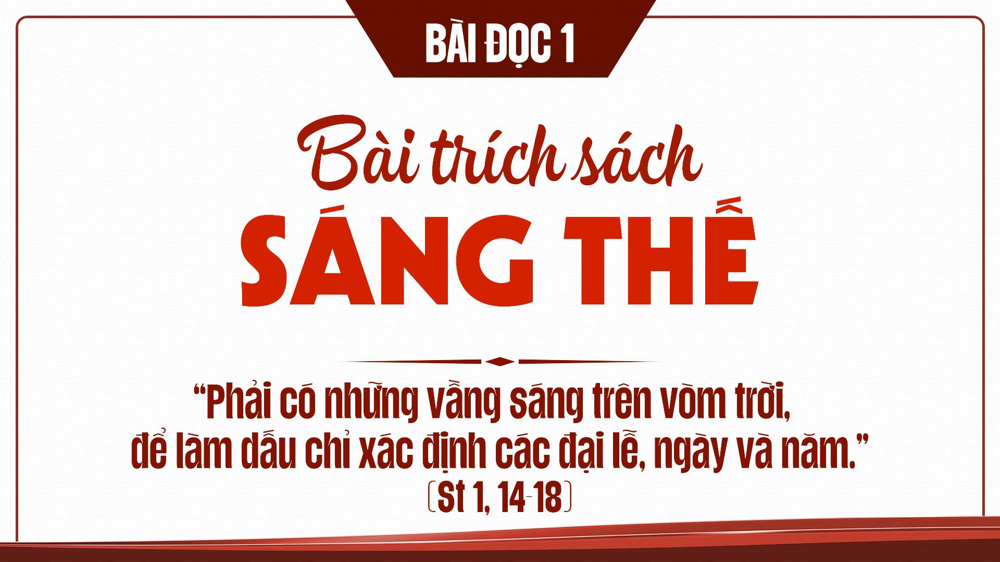 BÀI ĐỌC 1
Bài trích sách
SÁNG THẾ
“Phải có những vầng sáng trên vòm trời,
để làm dấu chỉ xác định các đại lễ, ngày và năm.”
(St 1, 14-18)